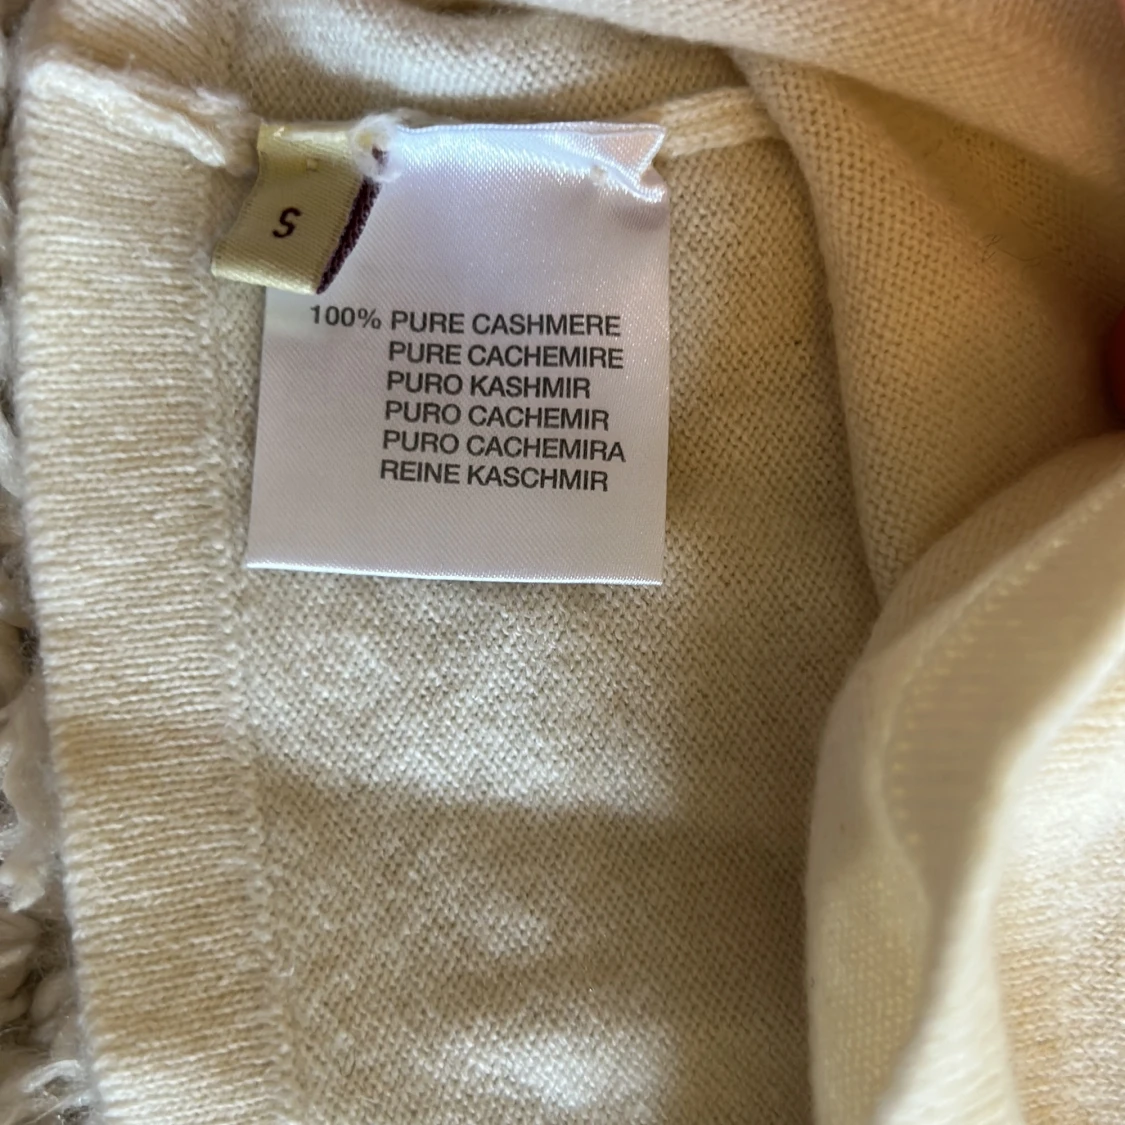 S
100% PURE CASHMERE
PURE CACHEMIRE
PURO KASHMIR
PURO CACHEMIR
PURO CACHEMIRA
REINE KASCHMIR